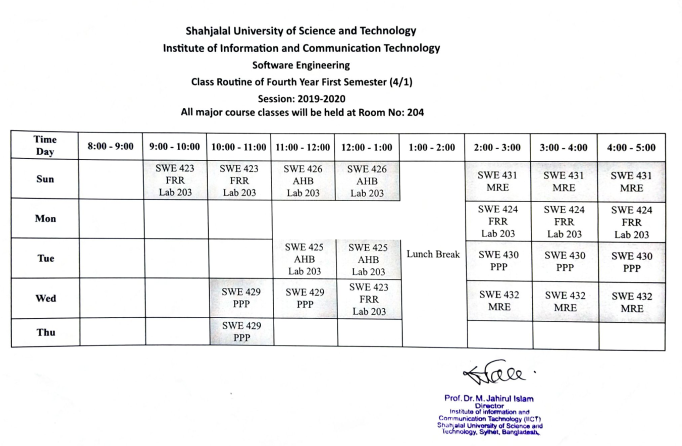 Shahjalal University of Science and Technology
Institute of Information and Communication Technology
Software Engineering
Class Routine of Fourth Year First Semester (4/1)
Session: 2019-2020
All major course classes will be held at Room No: 204
Time Day 8:00 - 9:00 9:00 - 10:00 10:00 - 11:00 11:00 - 12:00 12:00 - 1:00 1:00 - 2:00 2:00 - 3:00 3:00 - 4:00 4:00 - 5:00
Sun
SWE 423 SWE 423 SWE 426 SWE 426 SWE 431 SWE 431 SWE 431
FRR FRR AHB AHB MRE MRE MRE
Lab 203 Lab 203 Lab 203 Lab 203
Mon
SWE 424 SWE 424 SWE 424
FRR FRR FRR
Lab 203 Lab 203 Lab 203
Tue
SWE 425 SWE 425 Lunch Break SWE 430 SWE 430 SWE 430
AHB AHB PPP PPP PPP
Lab 203 Lab 203
Wed
SWE 429 SWE 429 SWE 423 SWE 432 SWE 432 SWE 432
PPP PPP FRR MRE MRE MRE
Lab 203
Thu
SWE 429
PPP
Prof. Dr. M. Jahirul Islam
Director
Institute of Information and
Communication Technology (IICT)
Shahjalal University of Science and
Technology, Sylhet, Bangladesh.